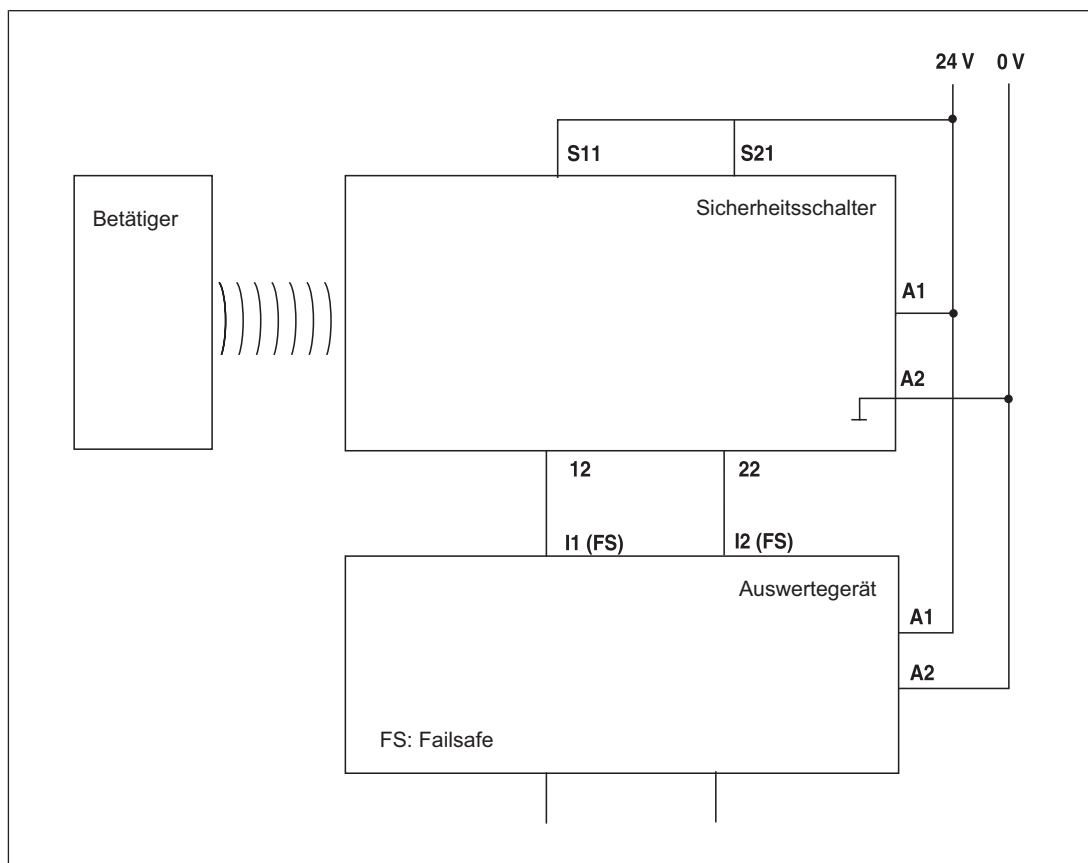 24 V 0 V
S11 S21
Betätiger
Sicherheitsschalter
A1
A2
12 22
I1 (FS) I2 (FS)
Auswertegerät
A1
A2
FS: Failsafe